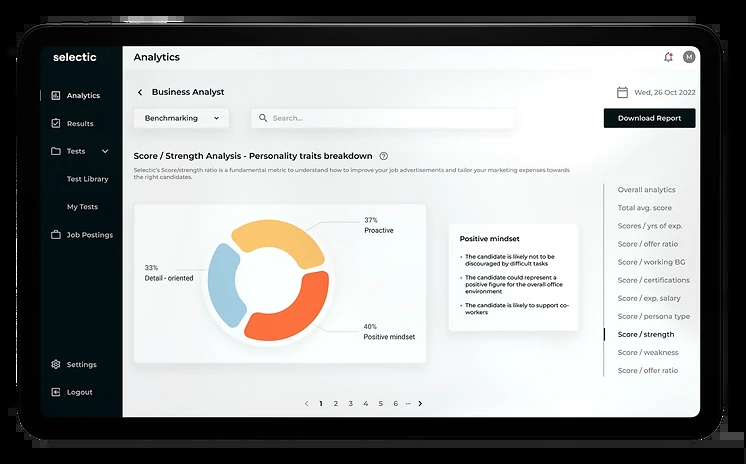 selectic
Analytics
M
Analytics
Results
Tests
Test Library
My Tests
Job Postings
Settings
Logout
Business Analyst
Wed, 26 Oct 2022
Benchmarking
Search...
Download Report
Score / Strength Analysis - Personality traits breakdown
?
Selectic's Score/strength ratio is a fundamental metric to understand how to improve your job advertisements and tailor your marketing expenses towards
the right candidates.
37%
Proactive
33%
Detail - oriented
40%
Positive mindset
Positive mindset
• The candidate is likely not to be
discouraged by difficult tasks
• The candidate could represent a
positive figure for the overall office
environment
• The candidate is likely to support co-
workers
Overall analytics
Total avg. score
Scores / yrs of exp.
Score / offer ratio
Score / working BG
Score / certifications
Score / exp. salary
Score / persona type
Score / strength
Score / weakness
Score / offer ratio
< 1 2 3 4 5 6 ... >